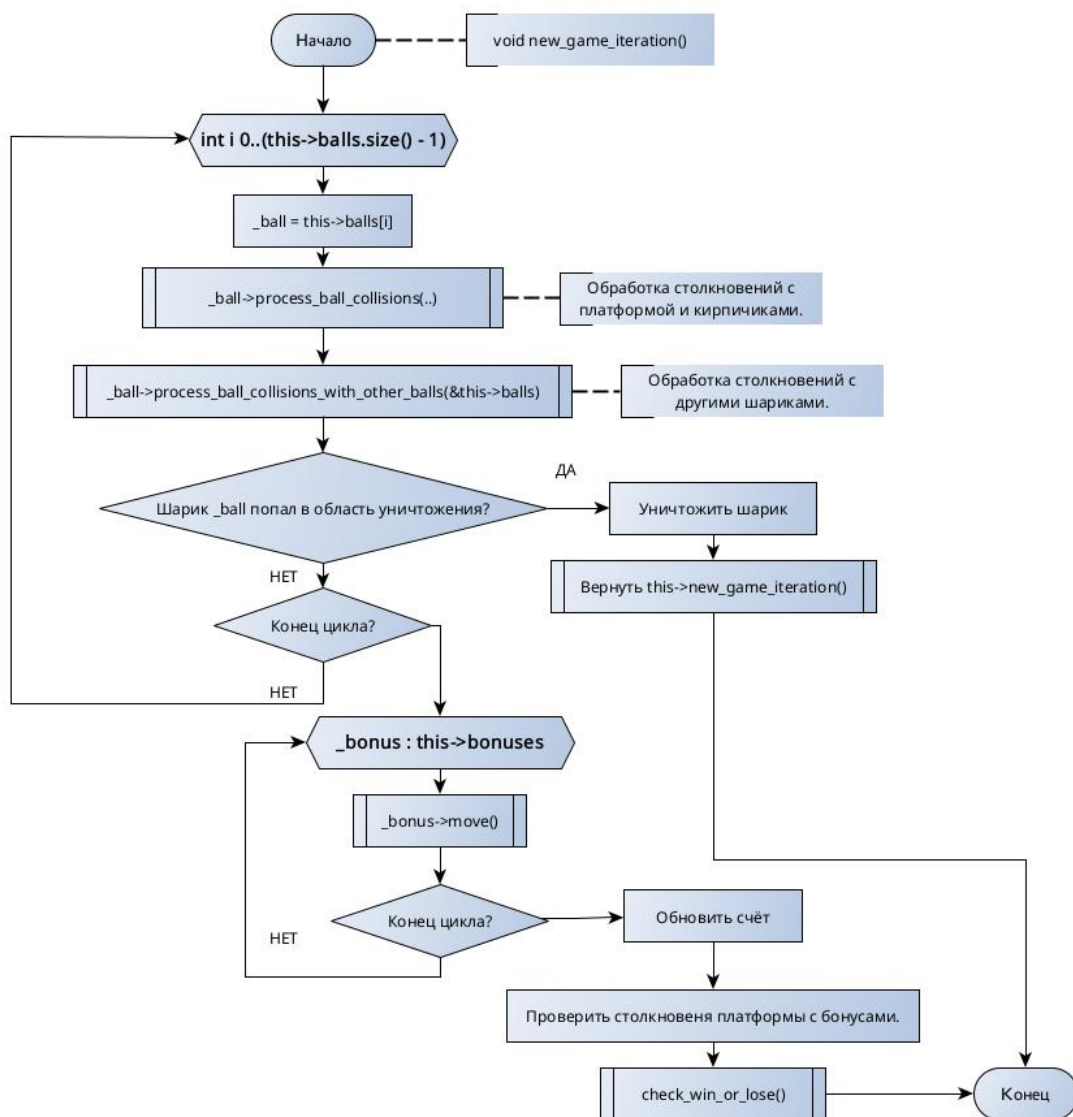 Начало
void new_game_iteration()
int i 0..(this->balls.size() - 1)
_ball = this->balls[i]
_ball->process_ball_collisions(..)
Обработка столкновений с
платформой и кирпичиками.
_ball->process_ball_collisions_with_other_balls(&this->balls)
Обработка столкновений с
другими шариками.
Шарик _ball попал в область уничтожения?
ДА
Уничтожить шарик
НЕТ
Вернуть this->new_game_iteration()
Конец цикла?
НЕТ
_bonus : this->bonuses
_bonus->move()
Конец цикла?
НЕТ
Обновить счёт
Проверить столкновеня платформы с бонусами.
check_win_or_lose()
Конец